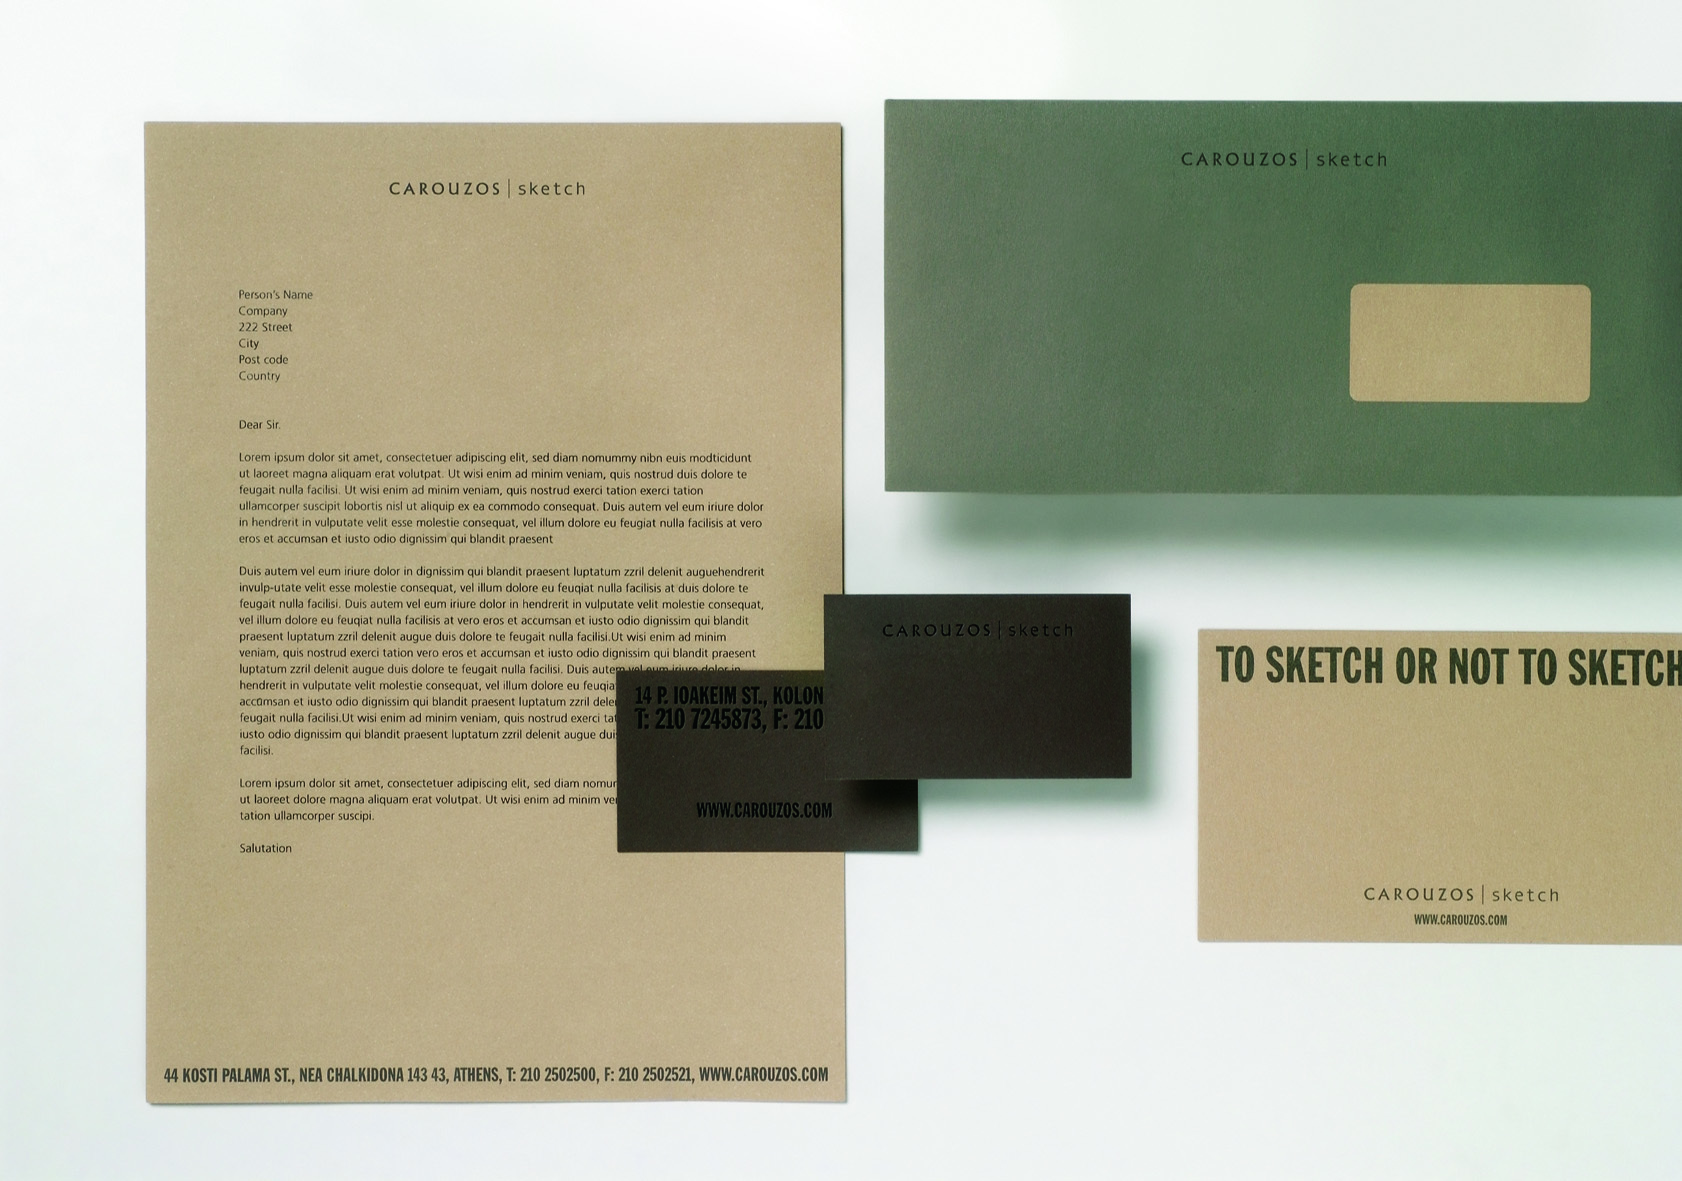 CAROUZOS | sketch
Person's Name
Company
222 Street
City
Post code
Country
Dear Sir.
Lorem ipsum dolor sit amet, consectetuer adipiscing elit, sed diam nomummy nibn euis modticidunt
ut laoreet magna aliquam erat volutpat. Ut wisi enim ad minim veniam, quis nostrud duis dolore te
feugait nulla facilisi. Ut wisi enim ad minim veniam, quis nostrud exerci tation exerci tation
ullamcorper suscipit lobortis nisl ut aliquip ex ea commodo consequat. Duis autem vel eum iriure dolor
in hendrerit in vulputate velit esse molestie consequat, vel illum dolore eu feugiat nulla facilisis at vero
eros et accumsan et iusto odio dignissim qui blandit praesent
Duis autem vel eum iriure dolor in dignissim qui blandit praesent luptatum zzril delenit auguehendrerit
invulp-utate velit esse molestie consequat, vel illum dolore eu feuqiat nulla facilisis at duis dolore te
feugait nulla facilisi. Duis autem vel eum iriure dolor in hendrerit in vulputate velit molestie consequat,
vel illum dolore eu feuqiat nulla facilisis at vero eros et accumsan et iusto odio dignissim qui blandit
praesent luptatum zzril delenit augue duis dolore te feugait nulla facilisi.Ut wisi enim ad minim
veniam, quis nostrud exerci tation vero eros et accumsan et iusto odio dignissim qui blandit praesent
luptatum zzril delenit augue duis dolore te feugait nulla facilisi. Duis autem vel eum iriure dolor in
hendrerit in vulputate velit molestie consequat, vel illum dolore eu feuqia
accumsan et iusto odio dignissim qui blandit praesent luptatum zzril dele
feugait nulla facilisi.Ut wisi enim ad minim veniam, quis nostrud exerci tat
iusto odio dignissim qui blandit praesent luptatum zzril delenit augue dui
facilisi.
Lorem ipsum dolor sit amet, consectetuer adipiscing elit, sed diam nomu
ut laoreet dolore magna aliquam erat volutpat. Ut wisi enim ad minim ve
tation ullamcorper suscipi.
Salutation
44 KOSTI PALAMA ST., NEA CHALKIDONA 143 43, ATHENS, T: 210 2502500, F: 210 2502521, WWW.CAROUZOS.COM
14 P. IOAKEIM ST., KOLON
T: 210 7245873, F: 210
WWW.CAROUZOS.COM
CAROUZOS | sketch
CAROUZOS | sketch
TO SKETCH OR NOT TO SKETCH
CAROUZOS | sketch
WWW.CAROUZOS.COM